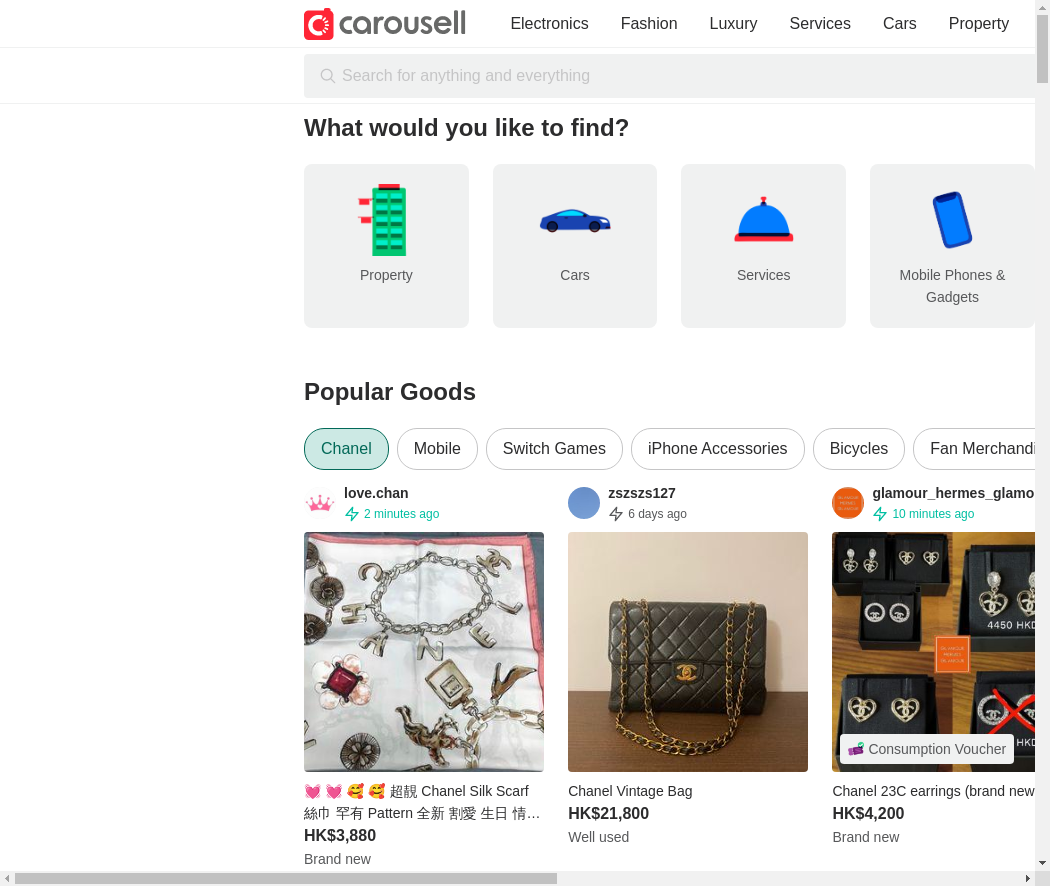 carousell
Electronics Fashion Luxury Services Cars Property
Search for anything and everything
What would you like to find?
Property
Cars
Services
Mobile Phones &
Gadgets
Popular Goods
Chanel Mobile Switch Games iPhone Accessories Bicycles Fan Merchandi
love.chan
2 minutes ago
zszszs127
6 days ago
glamour_hermes_glamo
10 minutes ago
CHANEL
4450 HKD
HKD
Consumption Voucher
💓 💓 🥰 🥰 超靚 Chanel Silk Scarf
絲巾 罕有 Pattern 全新 割愛 生日 情…
HK$3,880
Brand new
Chanel Vintage Bag
HK$21,800
Well used
Chanel 23C earrings (brand new
HK$4,200
Brand new